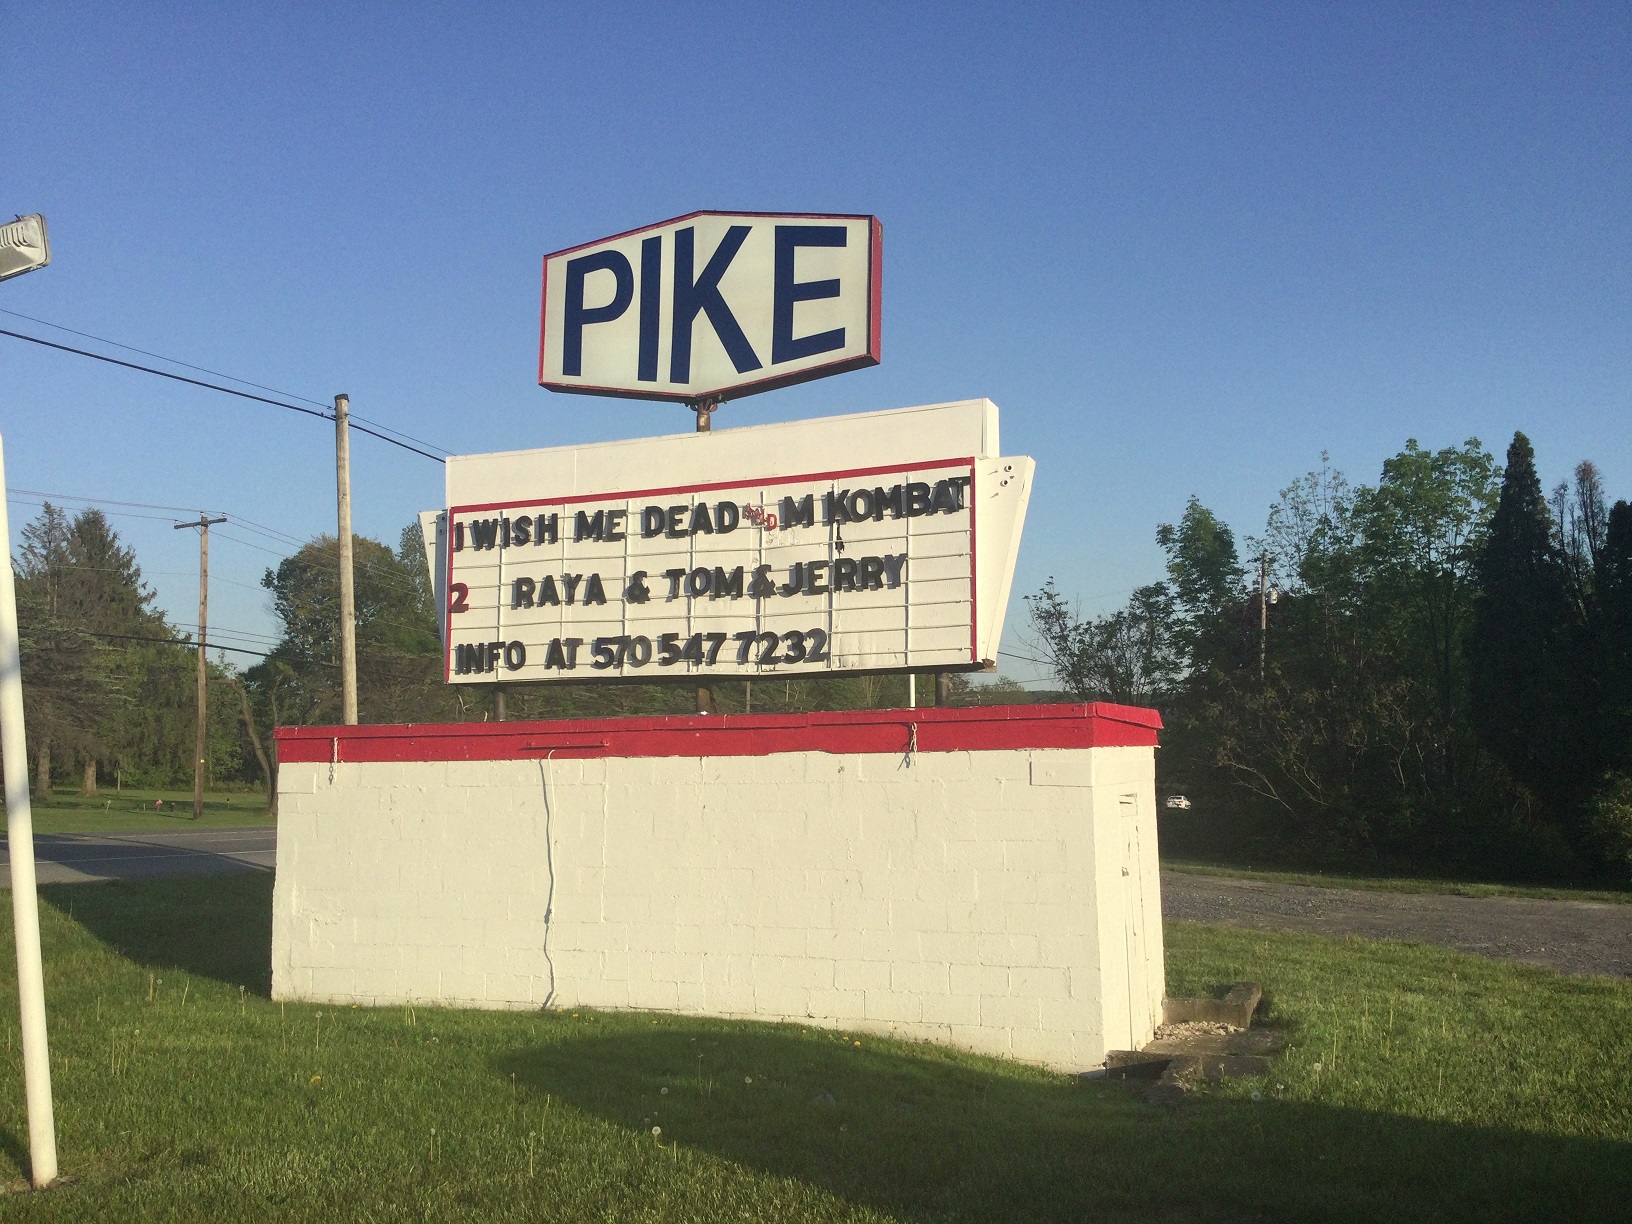 PIKE
1 WISH ME DEAD AND M KOMBAT
2 RAYA & TOM & JERRY
INFO AT 570 547 7232